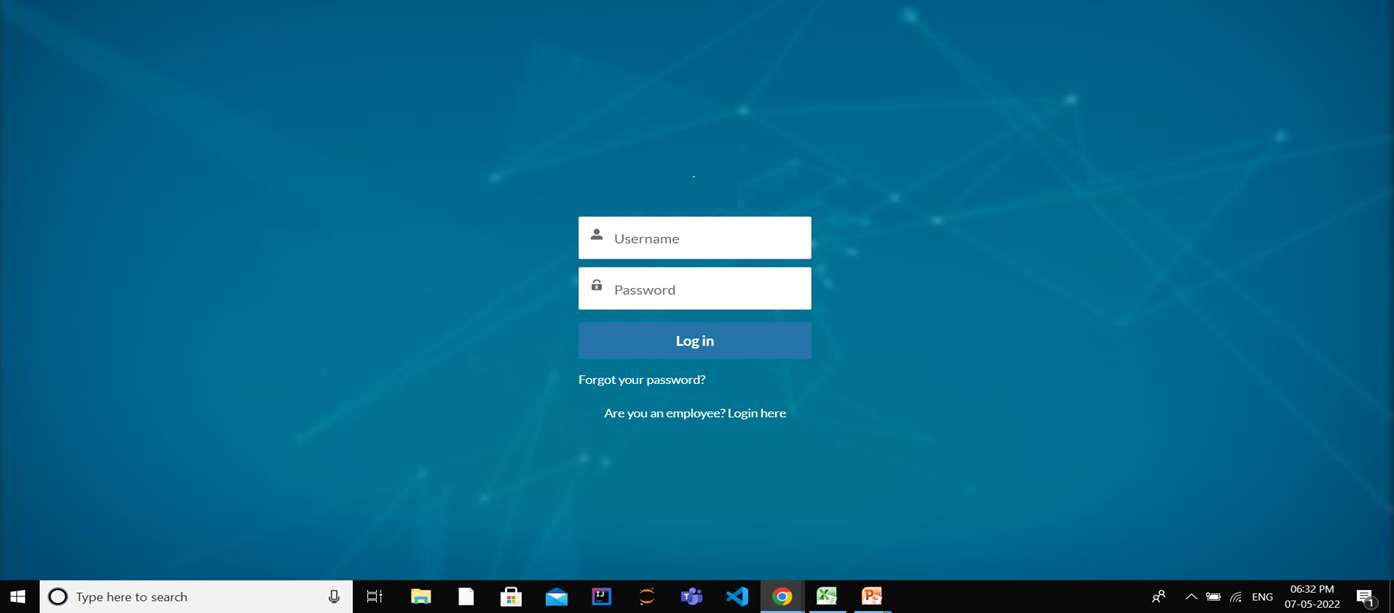 Username
Password
Log in
Forgot your password?
Are you an employee? Login here
Type here to search
ENG
06:32 PM
07-05-2022
1